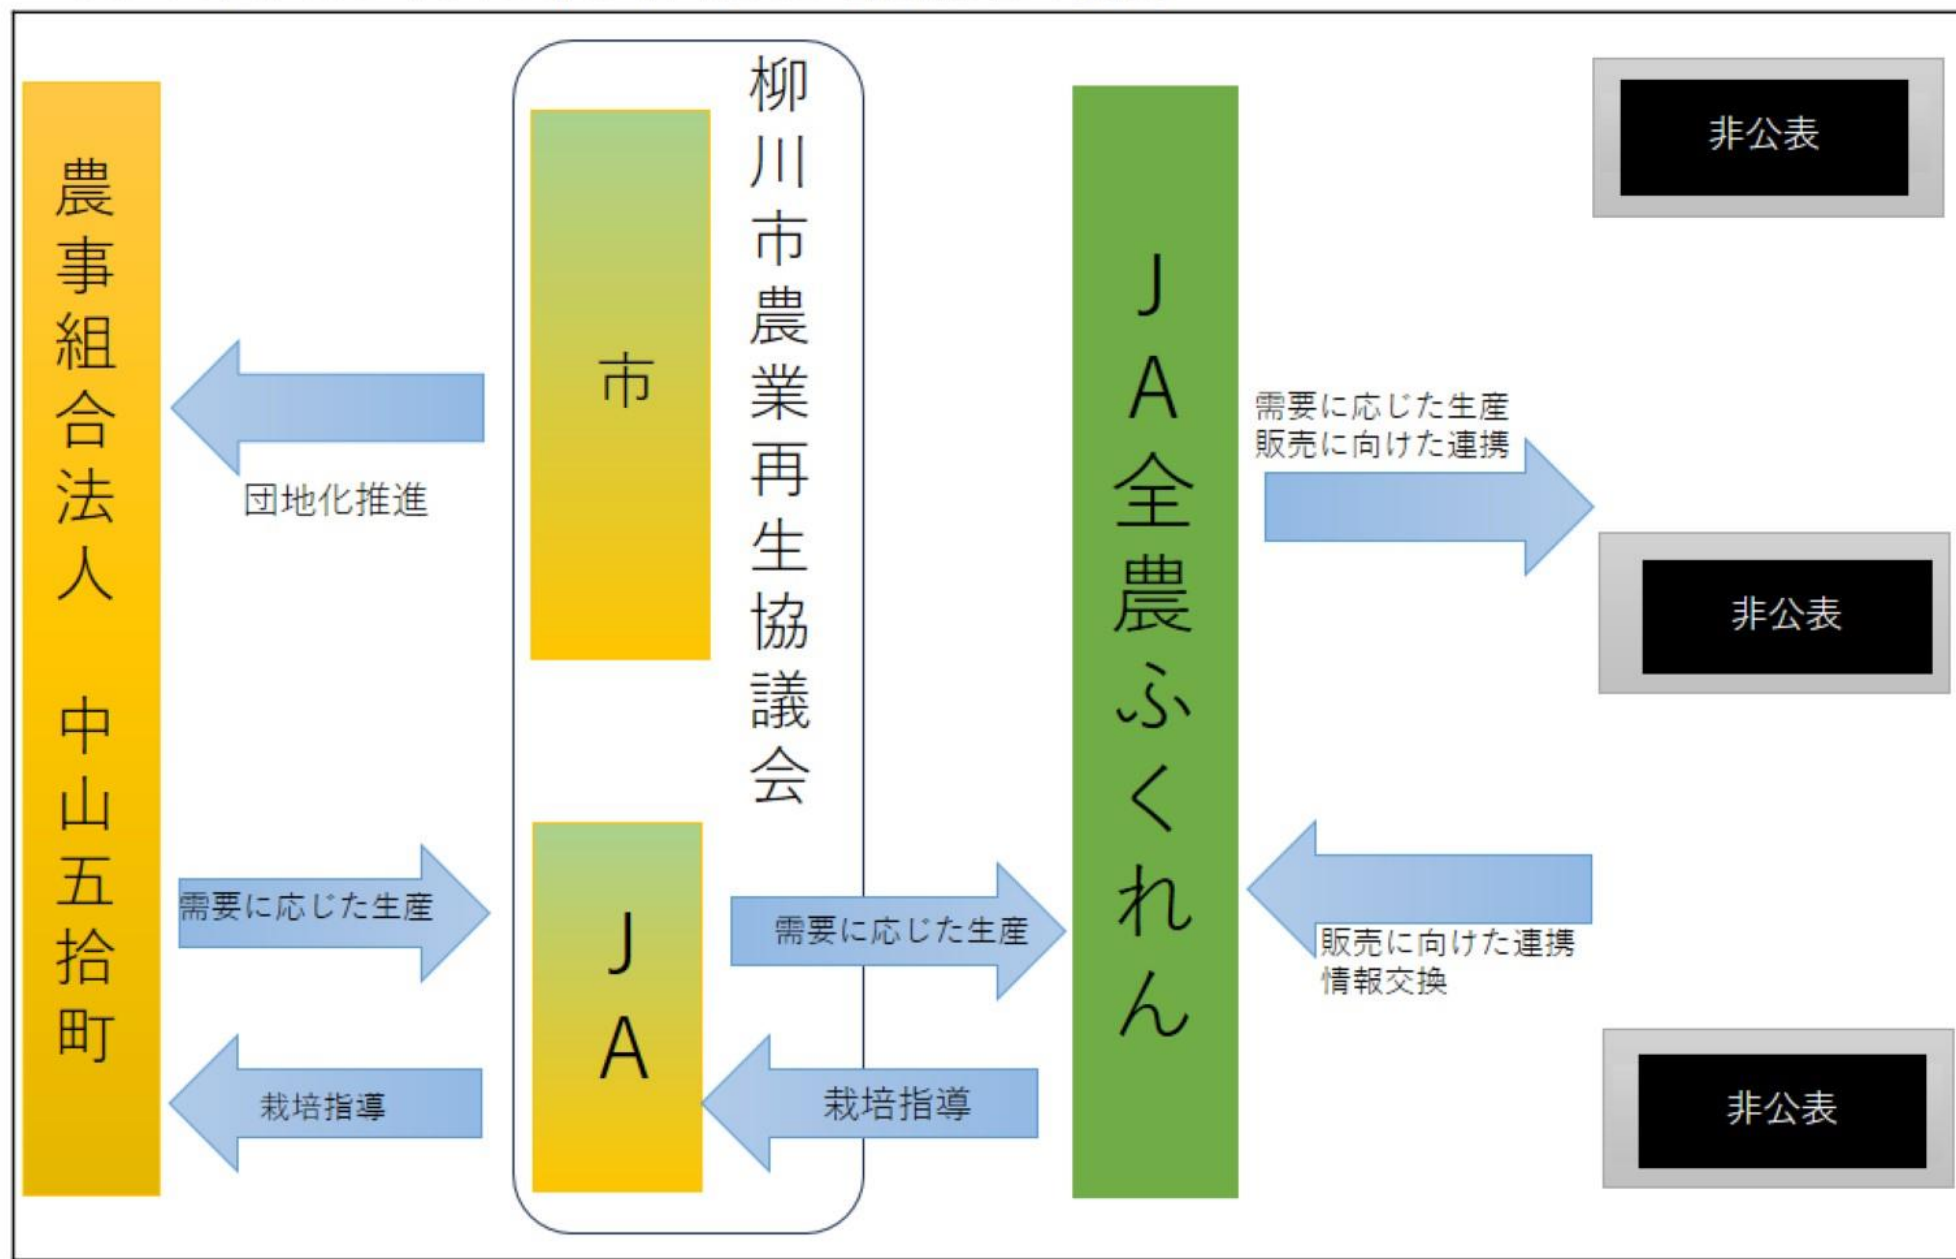 農事組合法人　中山五拾町
団地化推進
需要に応じた生産
栽培指導
柳川市農業再生協議会
市
ＪＡ
需要に応じた生産
栽培指導
ＪＡ全農ふくれん
需要に応じた生産
販売に向けた連携
販売に向けた連携
情報交換
非公表
非公表
非公表